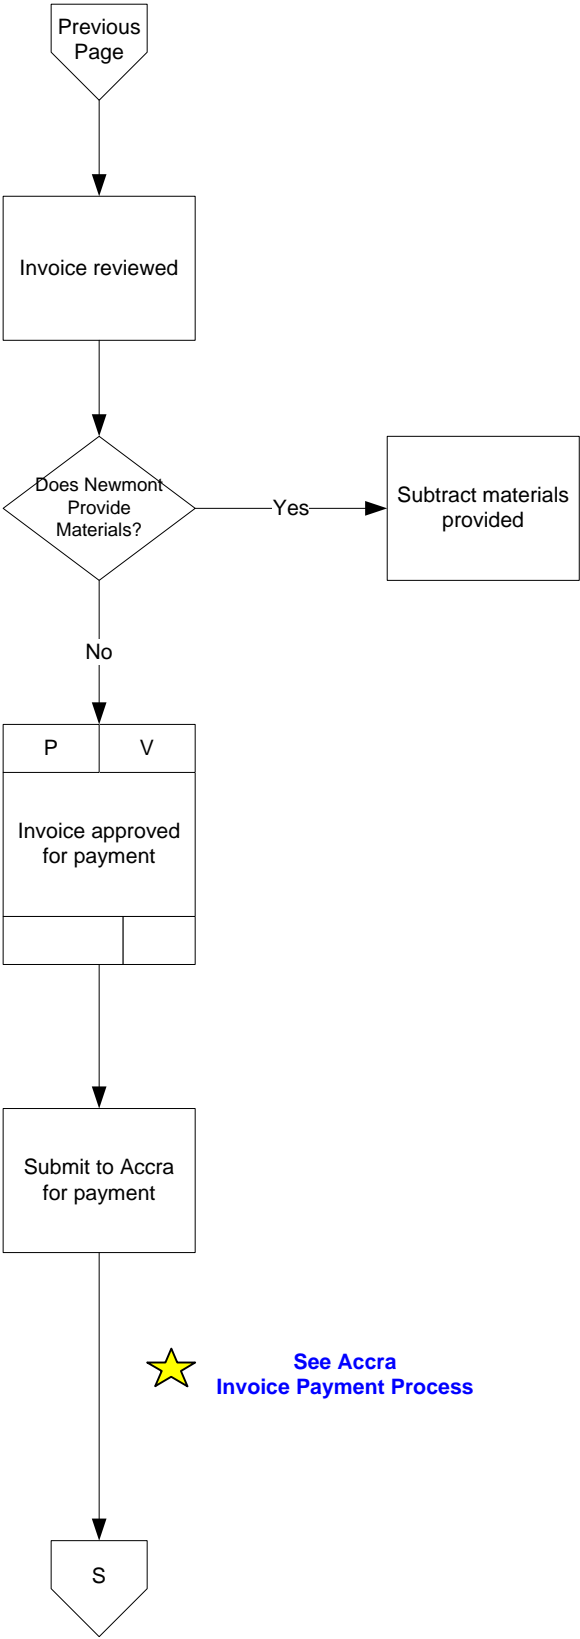 Previous
Page
Invoice reviewed
Does Newmont
Provide
Materials?
Yes
Subtract materials
provided
No
P
V
Invoice approved
for payment
Submit to Accra
for payment
See Accra
Invoice Payment Process
S